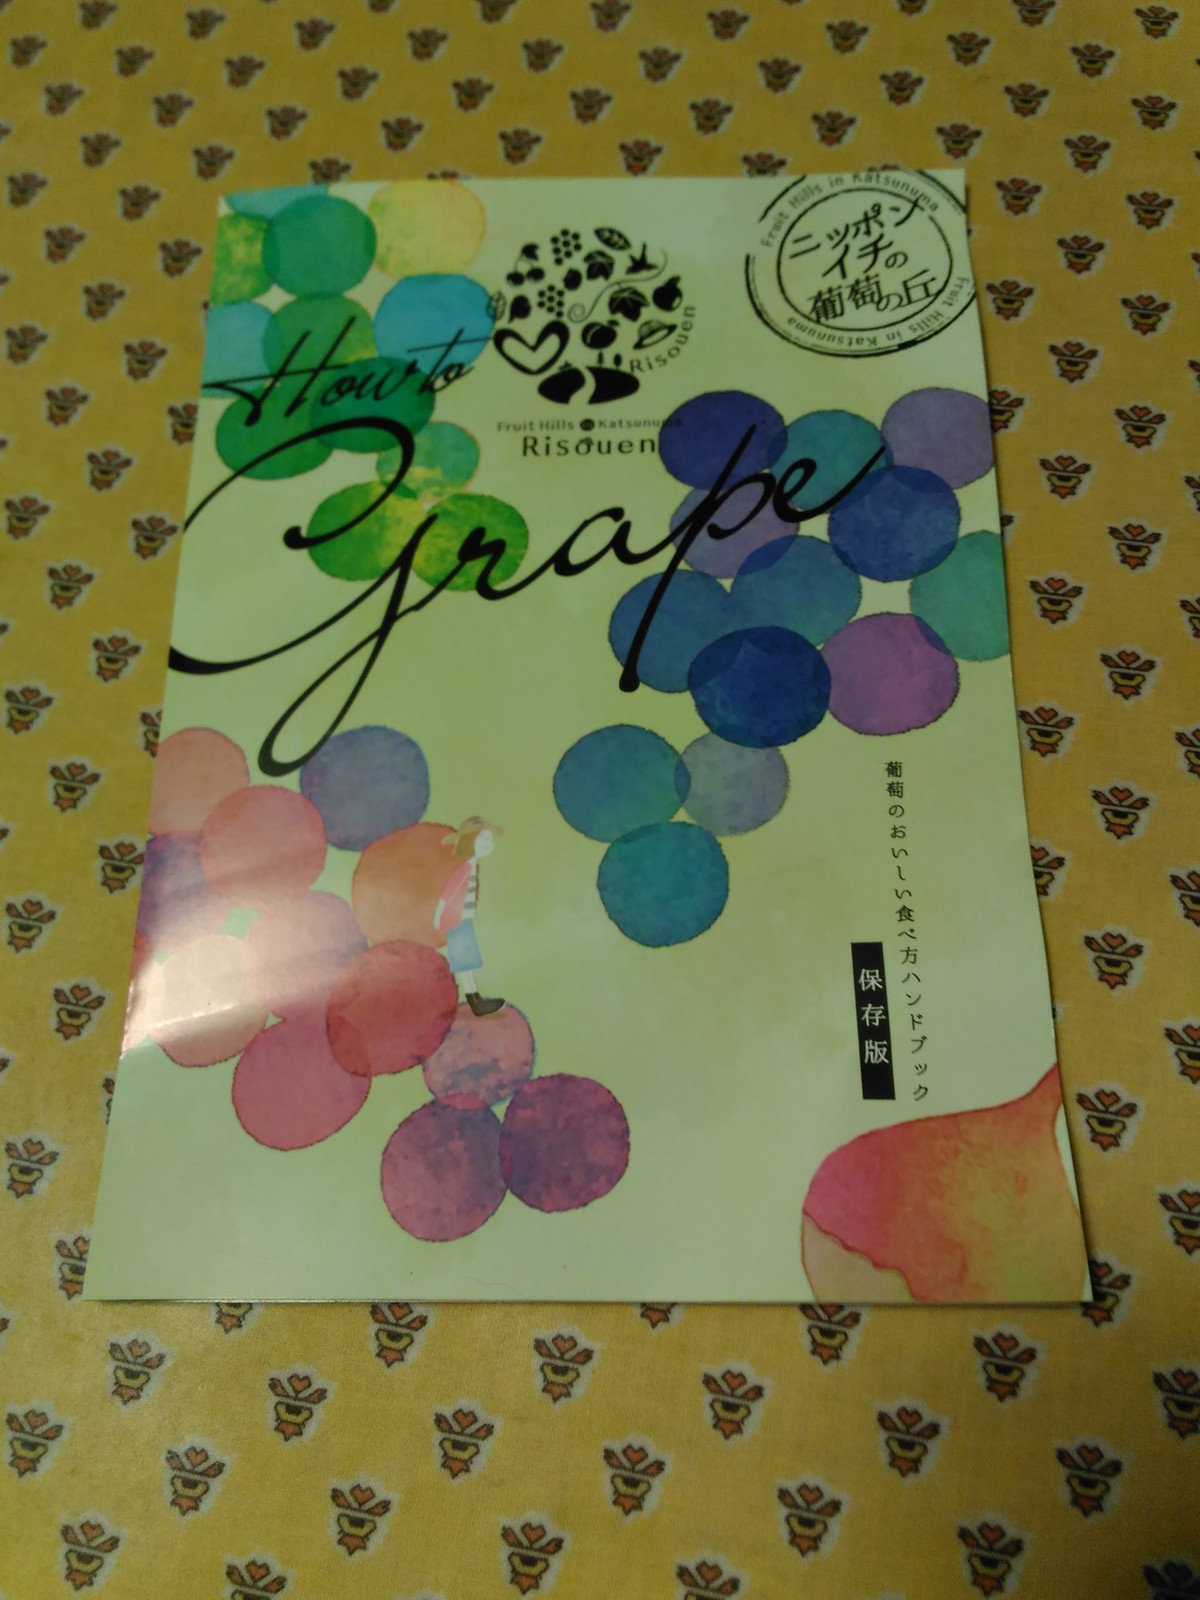 How to
Grape
Risouen
Fruit Hills in Katsunuma
Risouen
Fruit Hills in Katsunuma
ニッポン
イチの
葡萄の丘
Fruit Hills in Katsunuma
葡萄のおいしい食べ方ハンドブック
保存版